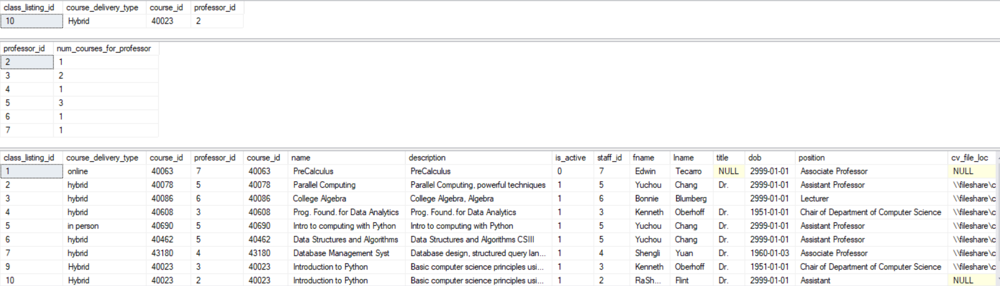 class_listing_id course_delivery_type course_id professor_id
10 Hybrid 40023 2
professor_id num_courses_for_professor
2 1
3 2
4 1
5 3
6 1
7 1
class_listing_id course_delivery_type course_id professor_id course_id name description is_active staff_id fname lname title dob position cv_file_loc
1 online 40063 7 40063 PreCalculus PreCalculus 0 7 Edwin Tecarro NULL 2999-01-01 Associate Professor NULL
2 hybrid 40078 5 40078 Parallel Computing Parallel Computing, powerful techniques 1 5 Yuchou Chang Dr. 2999-01-01 Assistant Professor \\fileshare\c
3 hybrid 40086 6 40086 College Algebra College Algebra, Algebra 1 6 Bonnie Blumberg 2999-01-01 Lecturer \\fileshare\c
4 hybrid 40608 3 40608 Prog. Found. for Data Analytics Prog. Found. for Data Analytics 1 3 Kenneth Oberhoff Dr. 1951-01-01 Chair of Department of Computer Science \\fileshare\c
5 in person 40690 5 40690 Intro to computing with Python Intro to computing with Python 1 5 Yuchou Chang Dr. 2999-01-01 Assistant Professor \\fileshare\c
6 hybrid 40462 5 40462 Data Structures and Algorithms Data Structures and Algorithms CSIII 1 5 Yuchou Chang Dr. 2999-01-01 Assistant Professor \\fileshare\c
7 hybrid 43180 4 43180 Database Management Syst Database design, structured query lan... 1 4 Shengli Yuan Dr. 1960-01-03 Associate Professor \\fileshare\c
9 Hybrid 40023 3 40023 Introduction to Python Basic computer science principles usi... 1 3 Kenneth Oberhoff Dr. 1951-01-01 Chair of Department of Computer Science \\fileshare\c
10 Hybrid 40023 2 40023 Introduction to Python Basic computer science principles usi... 1 2 RaSh... Flint Dr. 2999-01-01 Assistant NULL